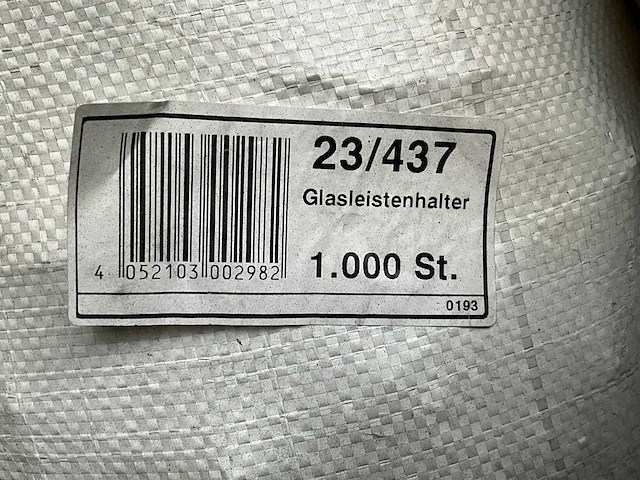 23/437
Glasleistenhalter
4 052103 002982
1.000 St.
0193